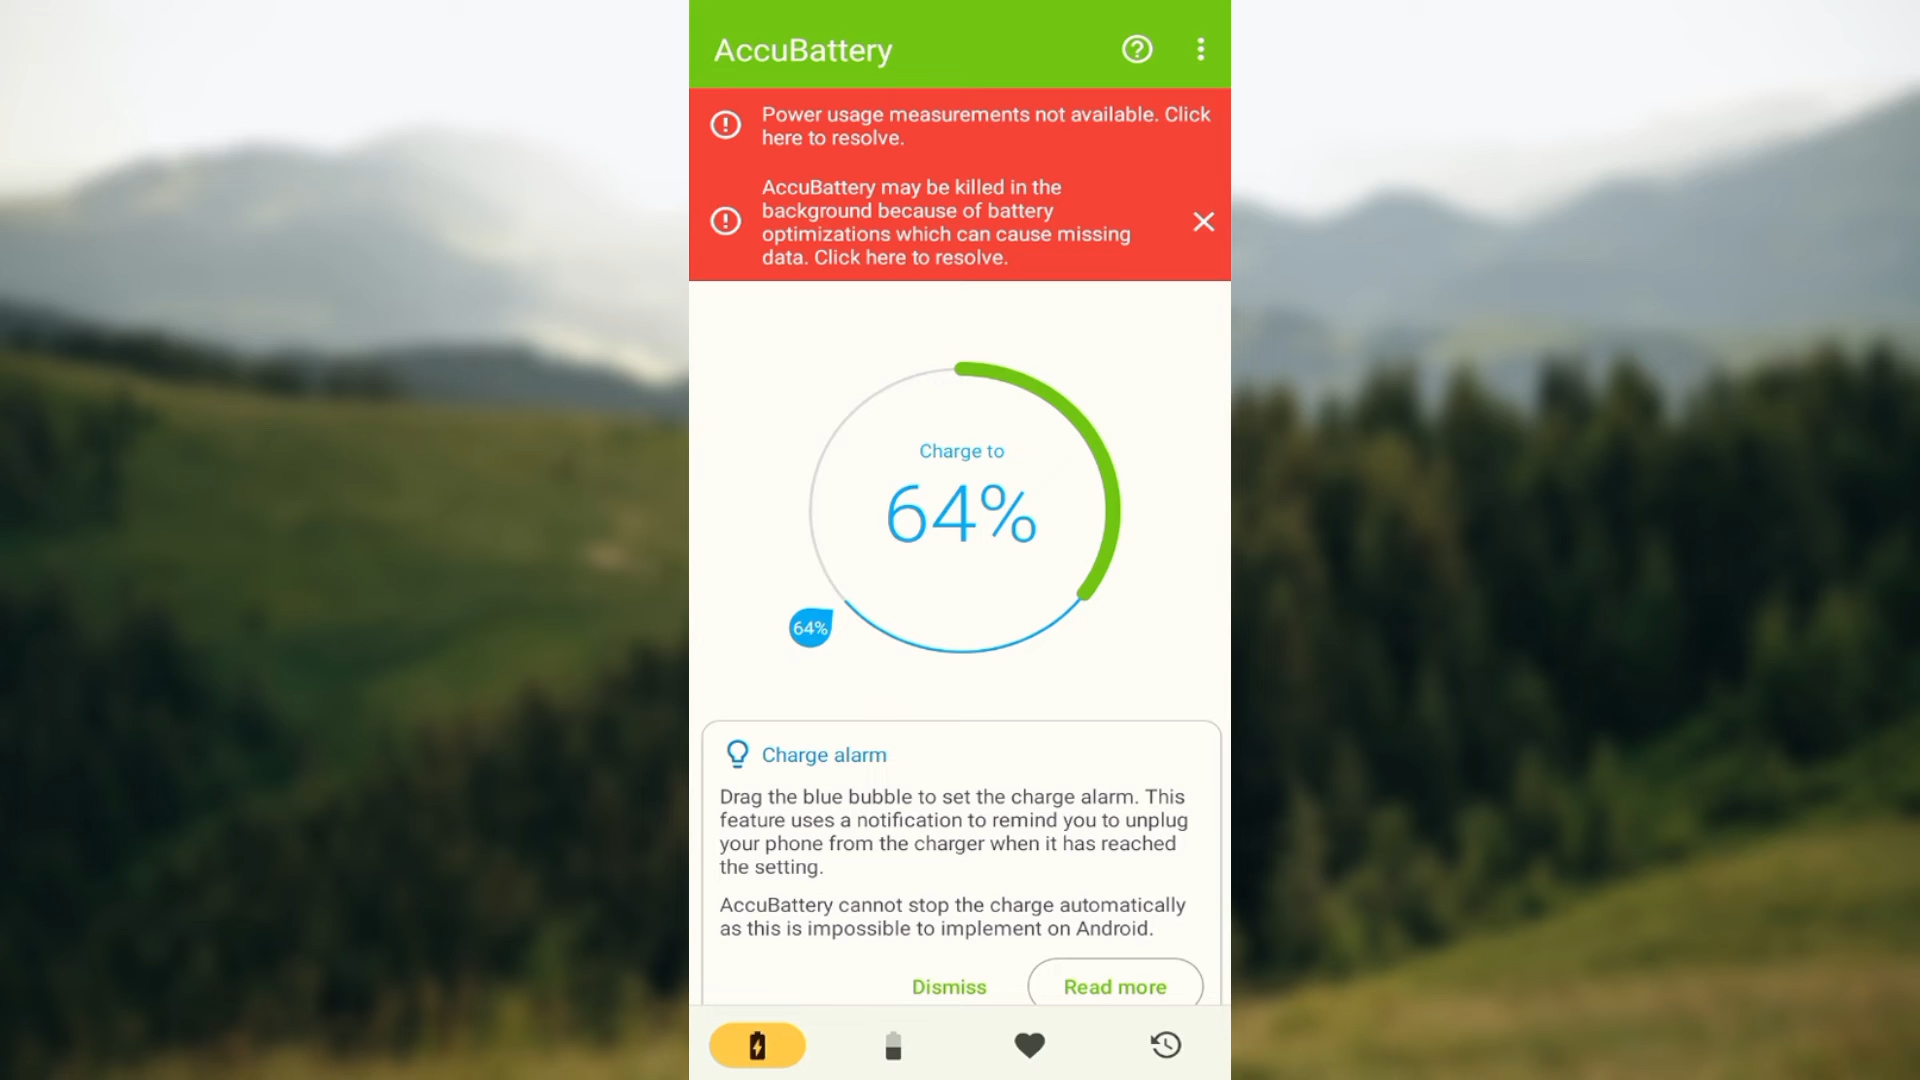 AccuBattery
Power usage measurements not available. Click
here to resolve.
AccuBattery may be killed in the
background because of battery
optimizations which can cause missing
data. Click here to resolve.
Charge to
64%
64%
Charge alarm
Drag the blue bubble to set the charge alarm. This
feature uses a notification to remind you to unplug
your phone from the charger when it has reached
the setting.
AccuBattery cannot stop the charge automatically
as this is impossible to implement on Android.
Dismiss
Read more